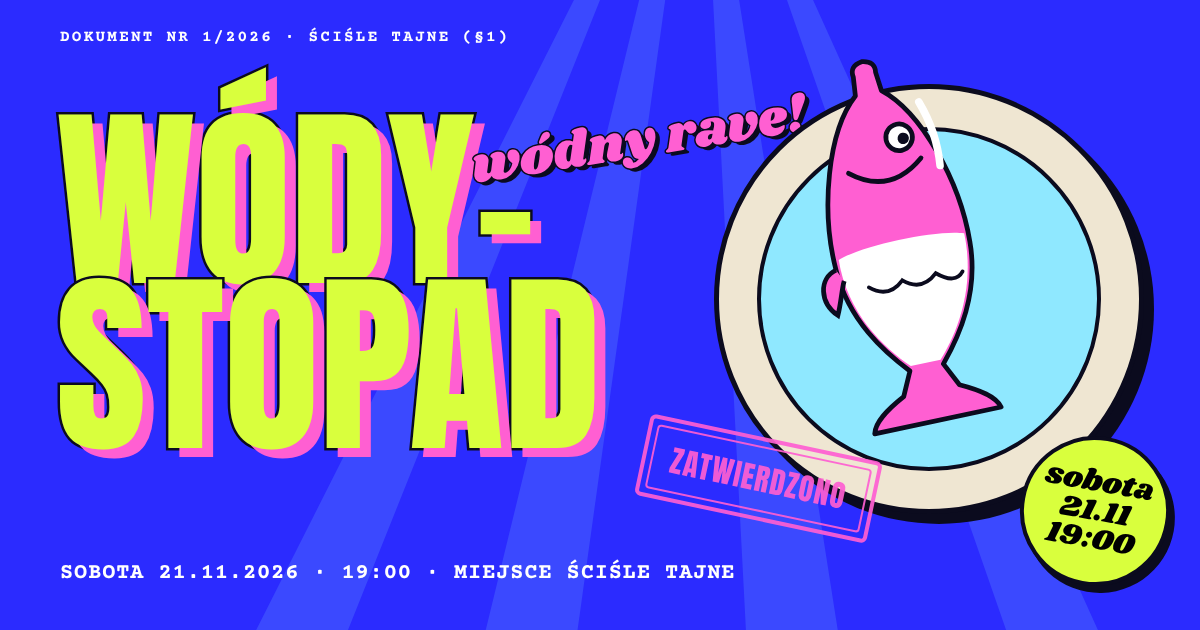 DOKUMENT NR 1/2026 · ŚCIŚLE TAJNE (§1)
WÓDY-
STOPAD
wódny rave!
ZATWIERDZONO
sobota
21.11
19:00
SOBOTA 21.11.2026 · 19:00 · MIEJSCE ŚCIŚLE TAJNE